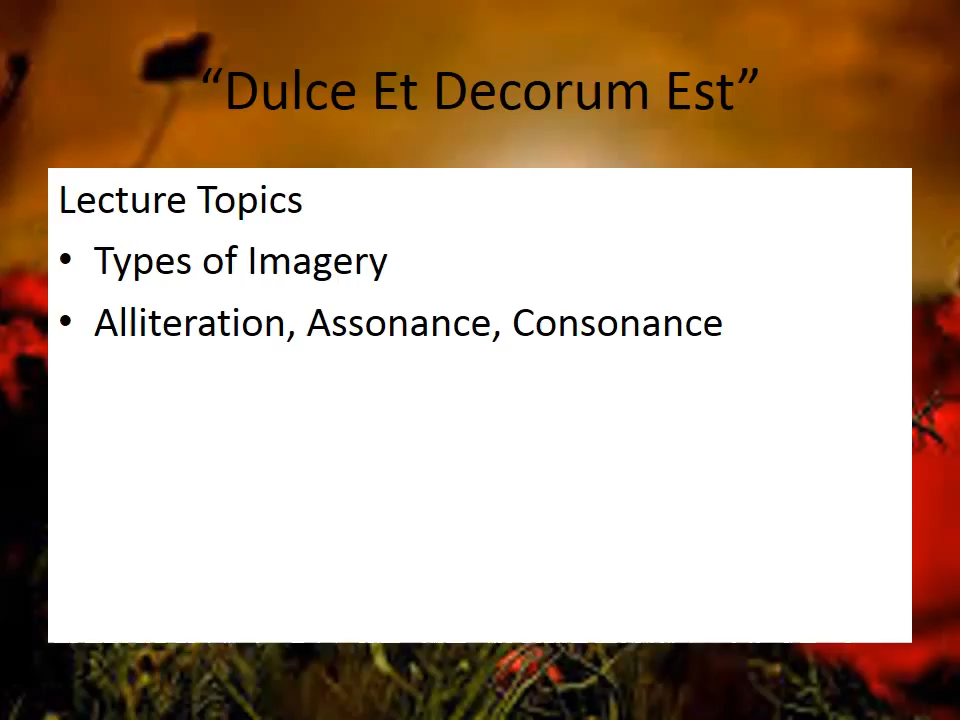 “Dulce Et Decorum Est”
Lecture Topics
• Types of Imagery
• Alliteration, Assonance, Consonance